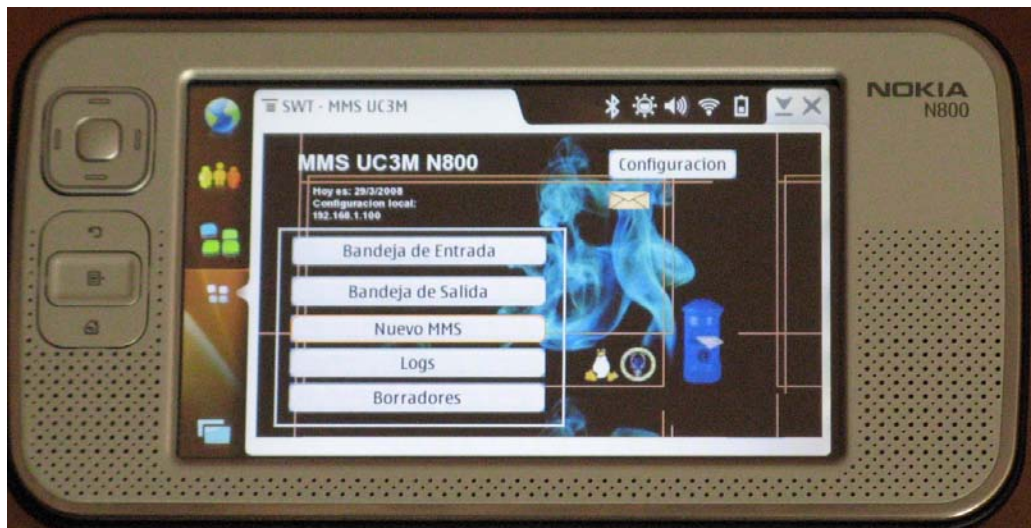 NOKIA
N800
SWT - MMS UC3M
MMS UC3M N800
Configuracion
Hoy es: 29/3/2008
Configuracion local:
192.168.1.100
Bandeja de Entrada
Bandeja de Salida
Nuevo MMS
Logs
Borradores